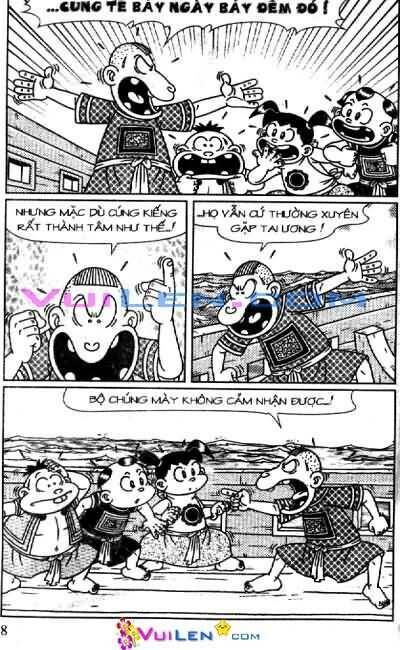 ...CÚNG TẾ BẢY NGÀY BẢY ĐÊM ĐÓ !
NHƯNG MẶC DÙ CÚNG KIẾNG
RẤT THÀNH TÂM NHƯ THẾ...!
...HỌ VẪN CỨ THƯỜNG XUYÊN
GẶP TAI ƯƠNG !
VUILEN.COM
BỘ CHÚNG MÀY KHÔNG CẢM NHẬN ĐƯỢC...!
8
VUILEN.COM